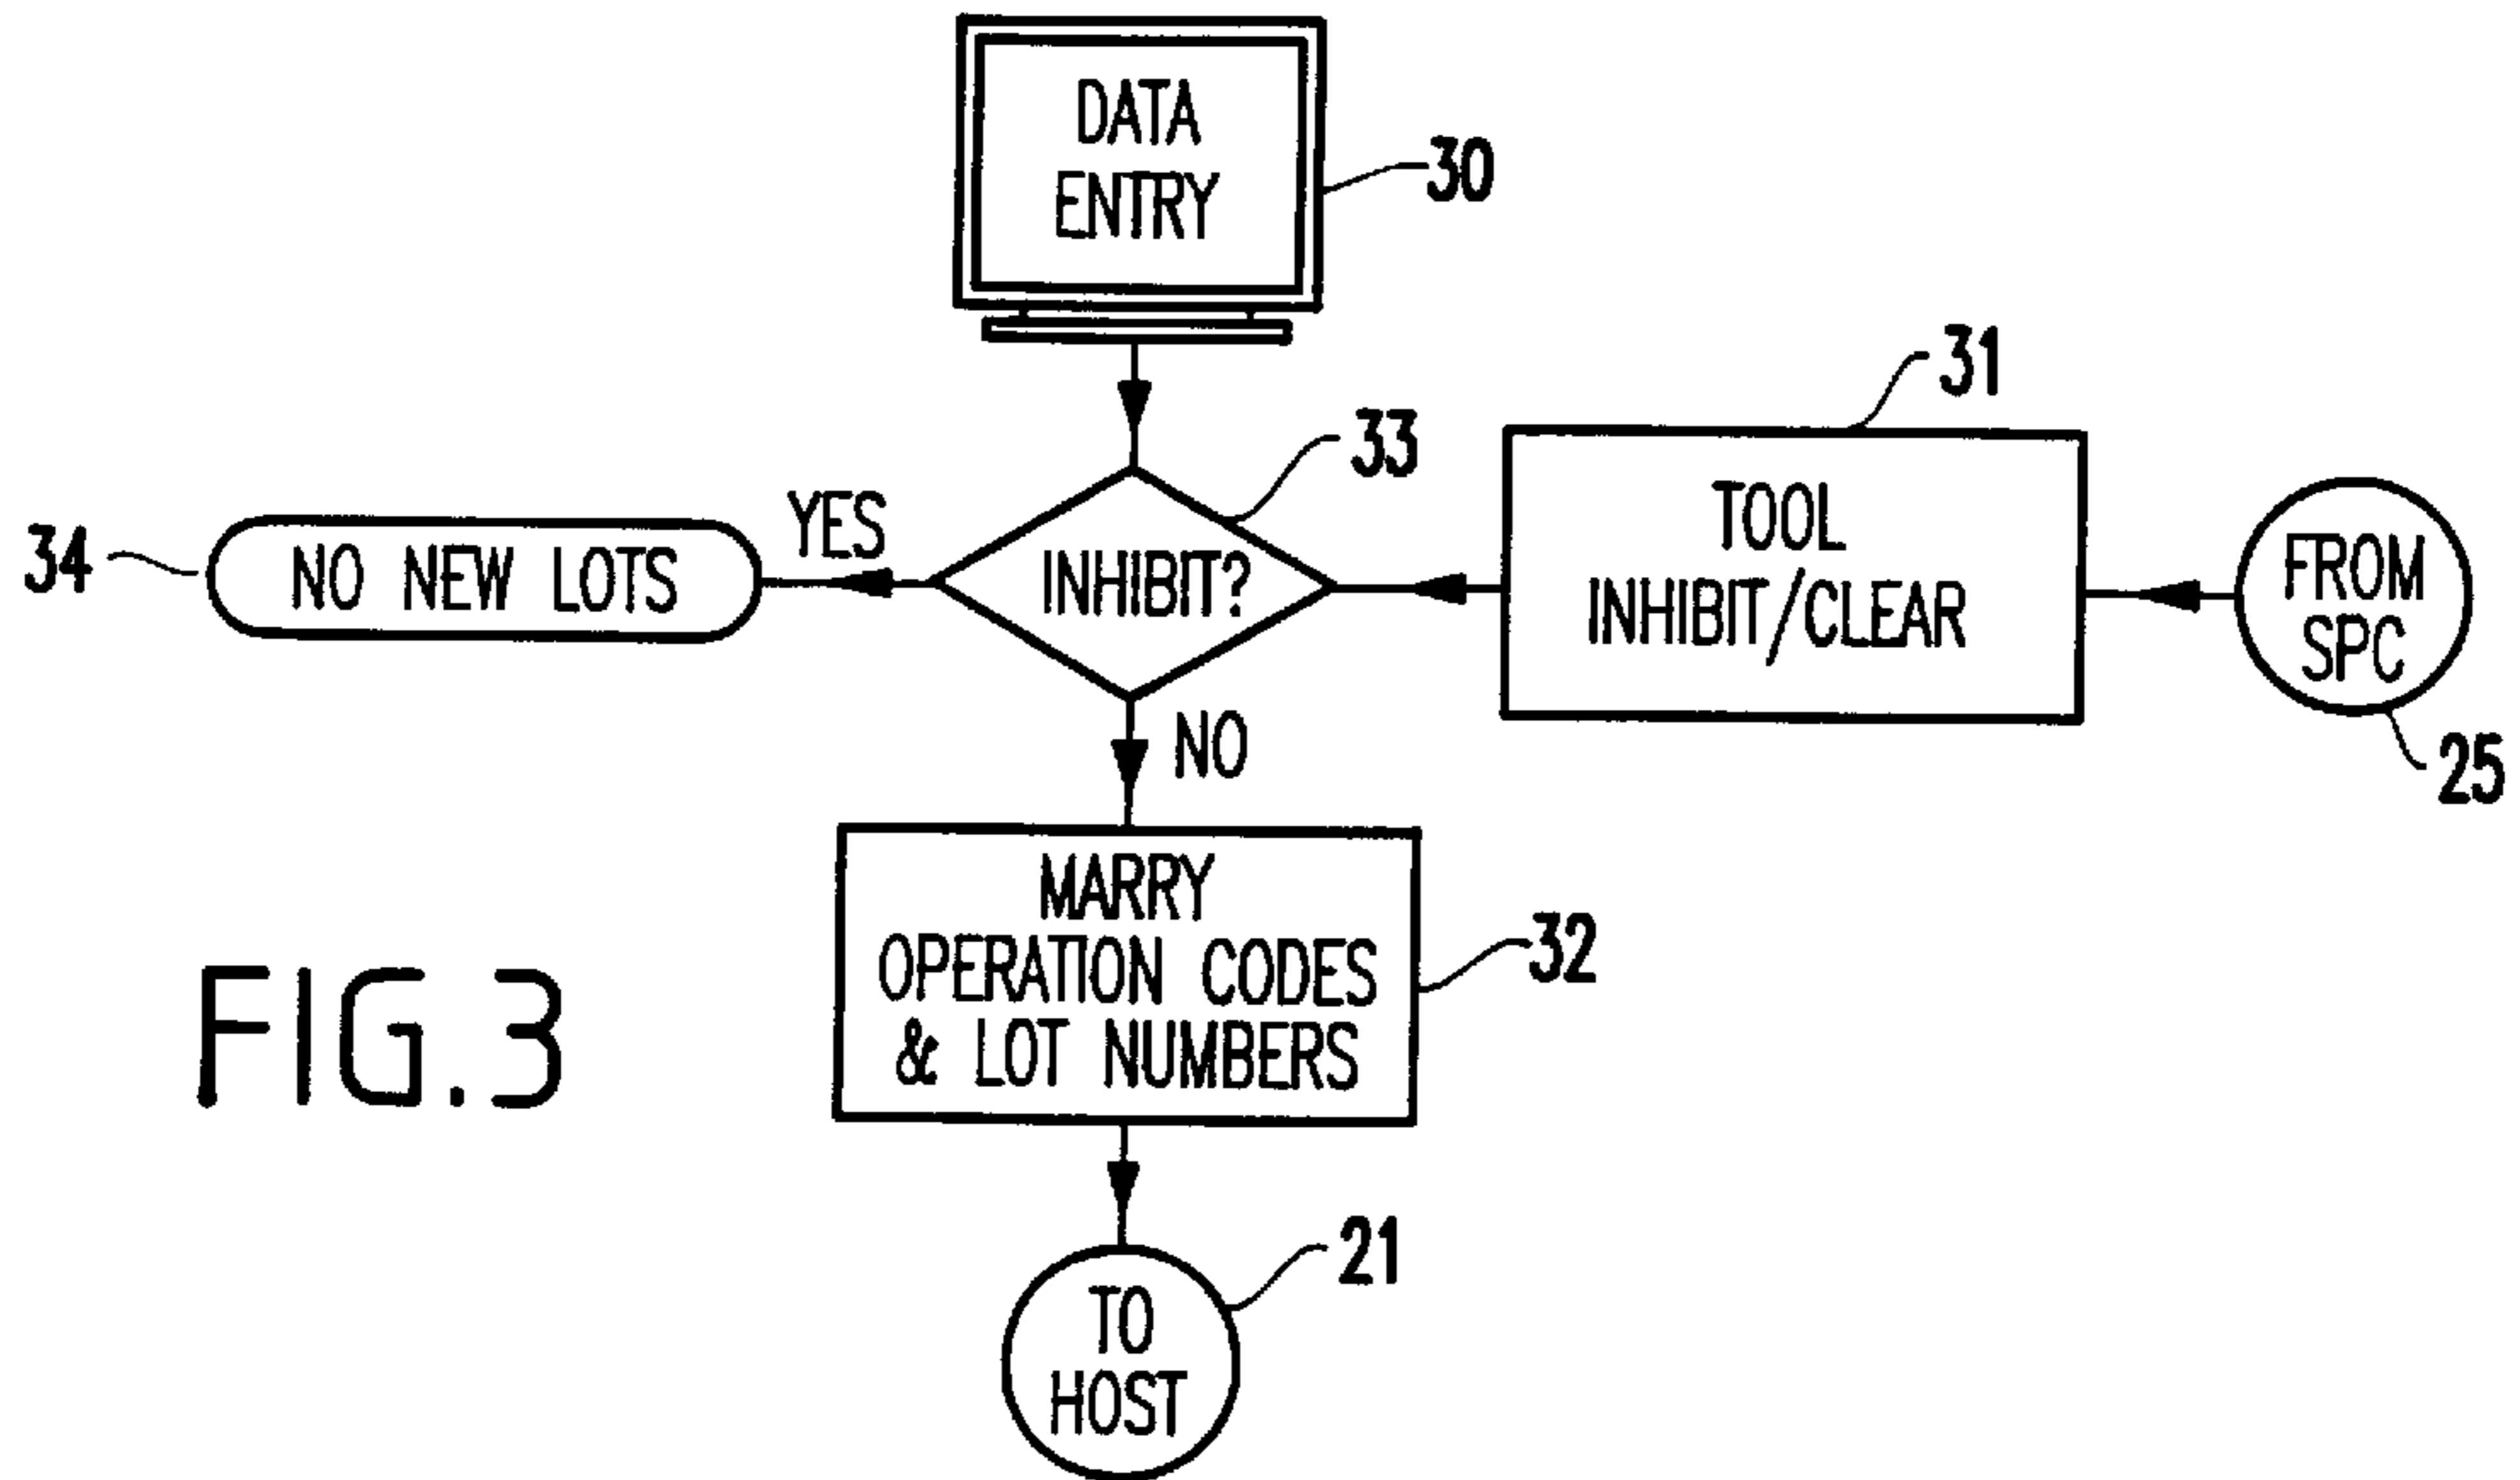 DATA
ENTRY
30
31
33
TOOL
INHIBIT/CLEAR
FROM
SPC
25
YES
INHIBIT?
34
NO NEW LOTS
NO
MARRY
OPERATION CODES
& LOT NUMBERS
32
FIG.3
21
TO
HOST